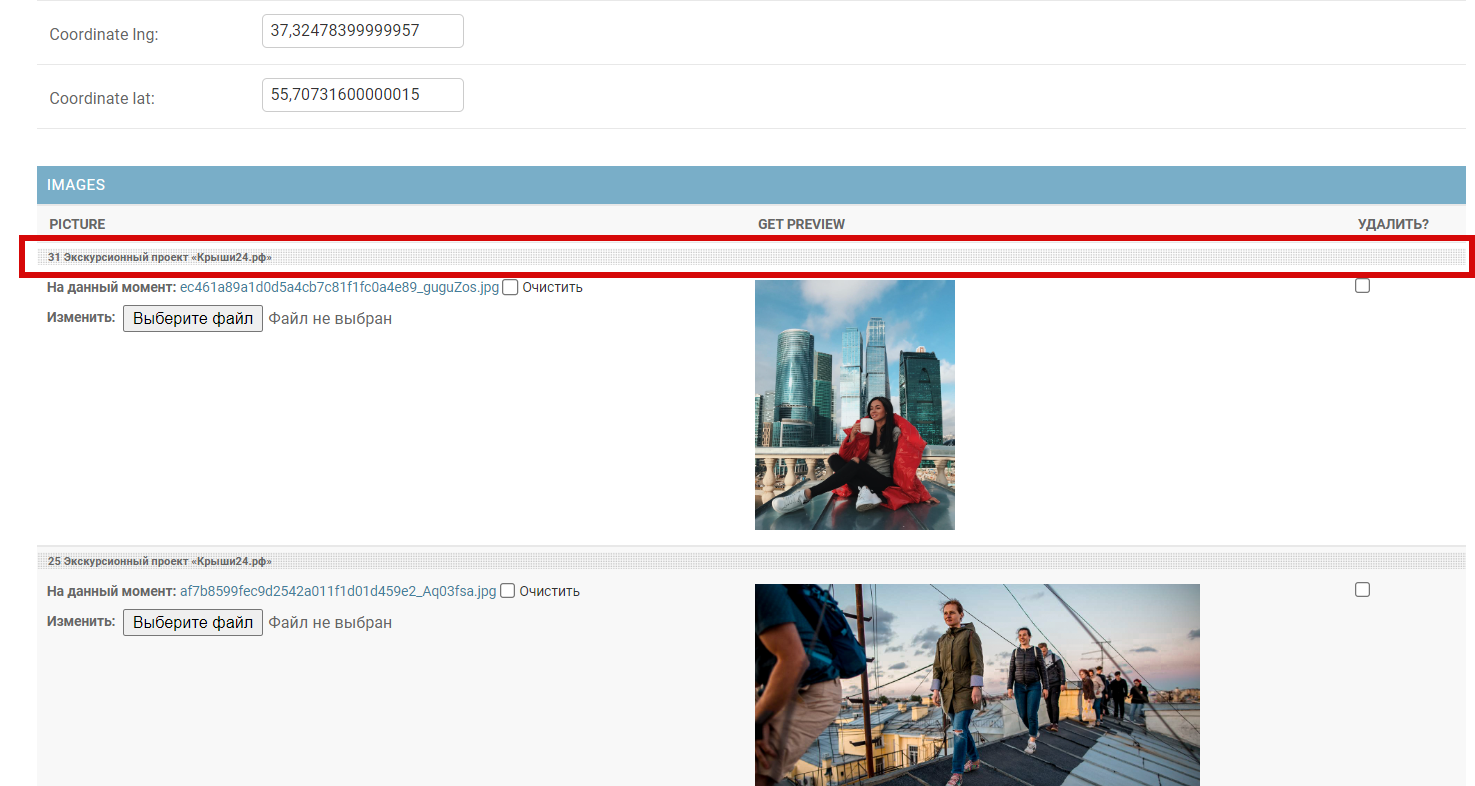 Coordinate lng: 37,32478399999957
Coordinate lat: 55,70731600000015
IMAGES
PICTURE GET PREVIEW УДАЛИТЬ?
31 Экскурсионный проект «Крыши24.рф»
На данный момент: ec461a89a1d0d5a4cb7c81f1fc0a4e89_guguZos.jpg Очистить
Изменить: Выберите файл Файл не выбран
25 Экскурсионный проект «Крыши24.рф»
На данный момент: af7b8599fec9d2542a011f1d01d459e2_Aq03fsa.jpg Очистить
Изменить: Выберите файл Файл не выбран